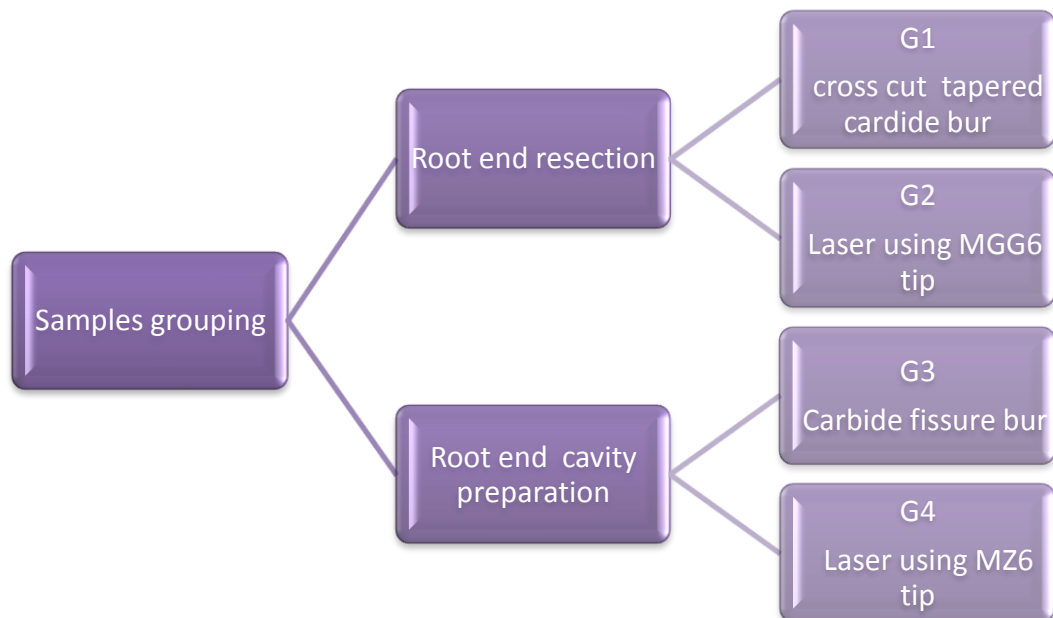 Samples grouping
Root end resection
G1
cross cut  tapered
cardide bur
G2
Laser using MGG6
tip
Root end  cavity
preparation
G3
Carbide fissure bur
G4
Laser using MZ6
tip